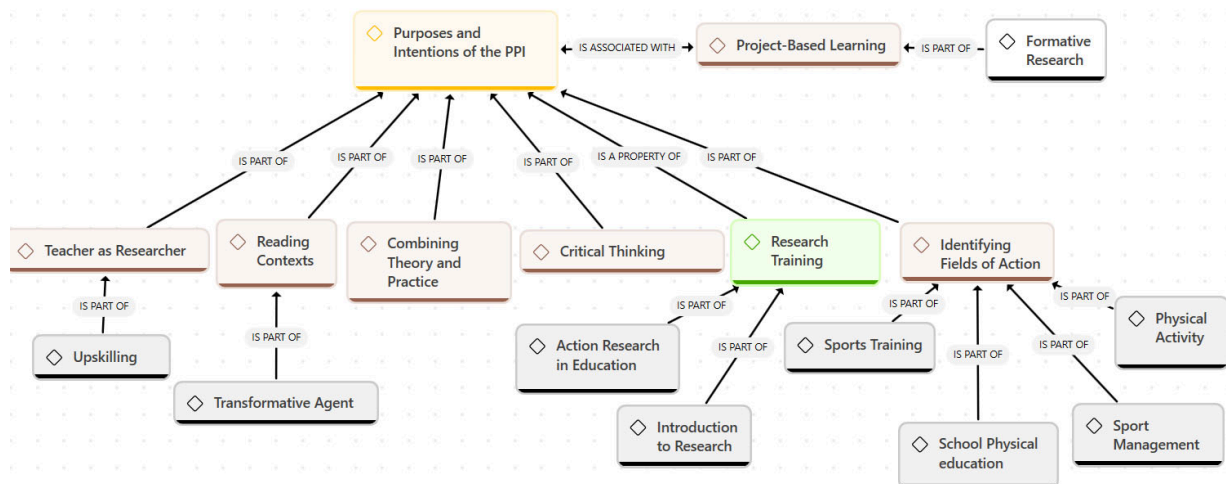 Purposes and
Intentions of the PPI
IS ASSOCIATED WITH
Project-Based Learning
IS PART OF
Formative
Research
IS PART OF
IS PART OF
IS PART OF
IS PART OF
IS A PROPERTY OF
IS PART OF
Teacher as Researcher
Reading
Contexts
Combining
Theory and
Practice
Critical Thinking
Research
Training
Identifying
Fields of Action
IS PART OF
IS PART OF
IS PART OF
IS PART OF
IS PART OF
IS PART OF
IS PART OF
IS PART OF
Upskilling
Transformative Agent
Action Research
in Education
Introduction
to Research
Sports Training
School Physical
education
Sport
Management
Physical
Activity